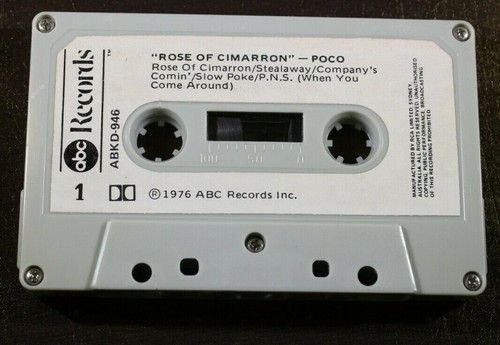 "ROSE OF CIMARRON" — POCO
Rose Of Cimarron/Stealaway/Company's
Comin'/Slow Poke/P.N.S. (When You
Come Around)
abc Records™
ABKD-946
1
100 50 0
℗ 1976 ABC Records Inc.
MANUFACTURED BY RCA LIMITED, SYDNEY,
AUSTRALIA. ALL RIGHTS RESERVED. UNAUTHORISED
COPYING, PUBLIC PERFORMANCE, BROADCASTING
OF THIS RECORDING PROHIBITED